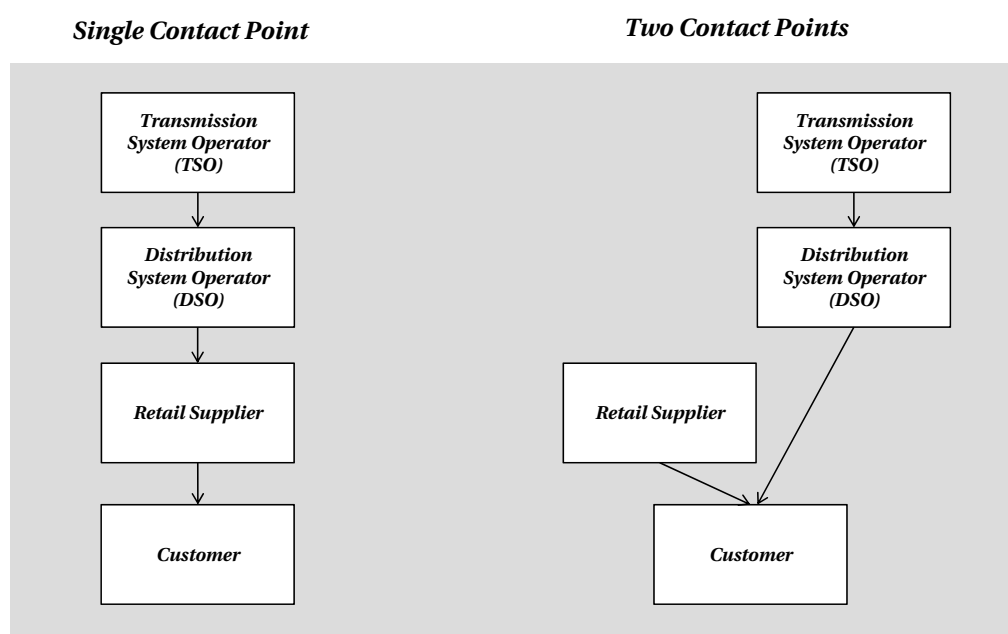 Single Contact Point
Transmission
System Operator
(TSO)
Distribution
System Operator
(DSO)
Retail Supplier
Customer
Two Contact Points
Transmission
System Operator
(TSO)
Distribution
System Operator
(DSO)
Retail Supplier
Customer